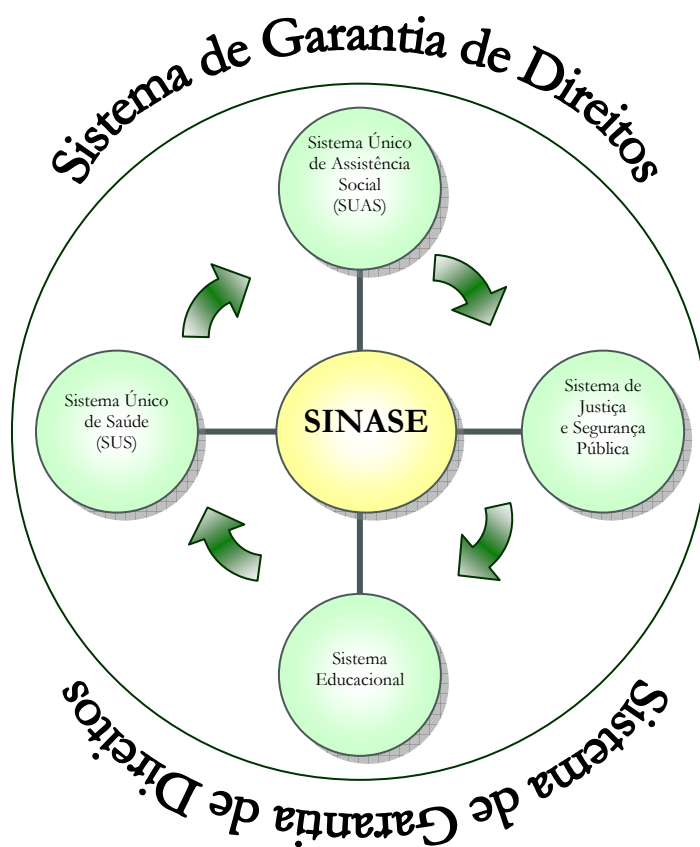 Sistema de Garantia de Direitos
Sistema Único
de Assistência
Social
(SUAS)
Sistema Único
de Saúde
(SUS)
SINASE
Sistema de
Justiça
e Segurança
Pública
Sistema
Educacional
Sistema de Garantia de Direitos